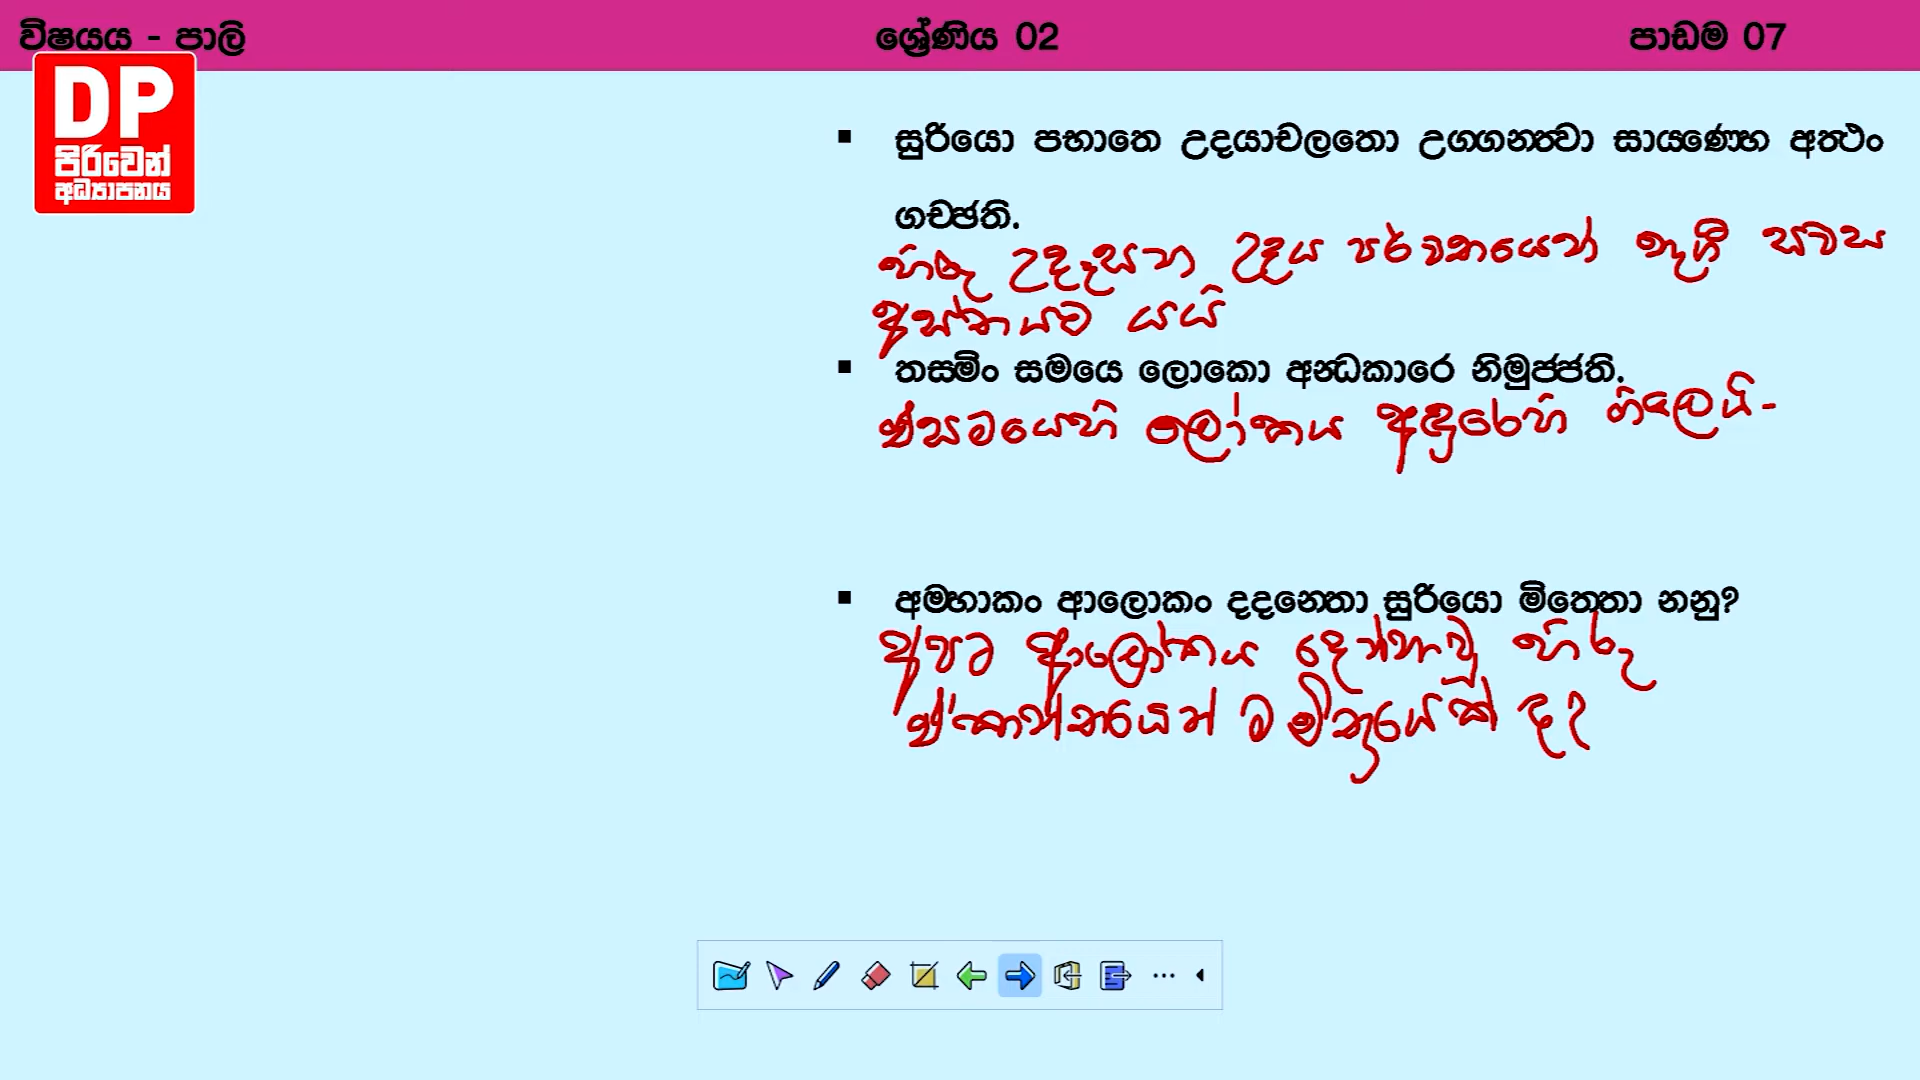 විෂයය - පාලි
ශ්‍රේණිය 02
පාඩම 07
DP
පිරිවෙන්
අධ්‍යාපනය
සුරියො පභාතෙ උදයාචලතො උග්ගන්ත්වා සායණ්හෙ අත්ථං
ගච්ඡති.
හිරු උදෑසන උදය පර්වතයෙන් නැගී සවස
අස්තයට යයි
තස්මිං සමයෙ ලොකො අන්ධකාරෙ නිමුජ්ජති.
ඒසමයෙහි ලෝකය අඳුරෙහි ගිලෙයි-
අම්හාකං ආලොකං දදන්තො සුරියො මිත්තො නනු?
අපට ආලෝකය දෙන්නාවූ හිරු
ඒකාන්තයෙන් ම මිත්‍රයෙක්